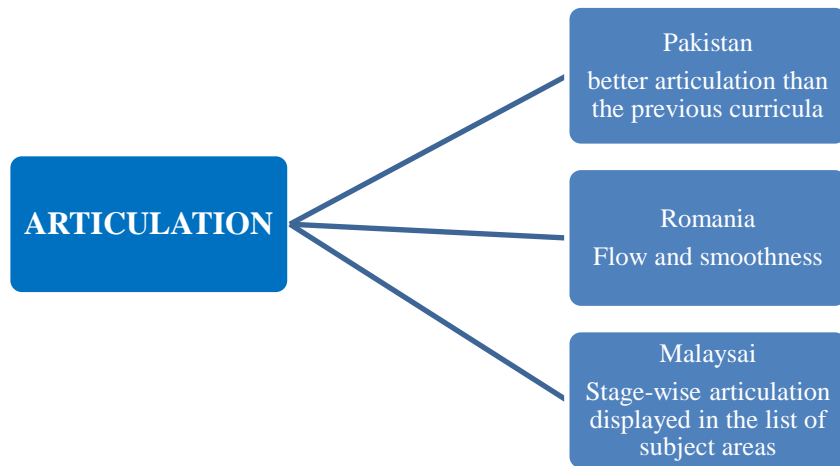 ARTICULATION
Pakistan
better articulation than
the previous curricula
Romania
Flow and smoothness
Malaysai
Stage-wise articulation
displayed in the list of
subject areas